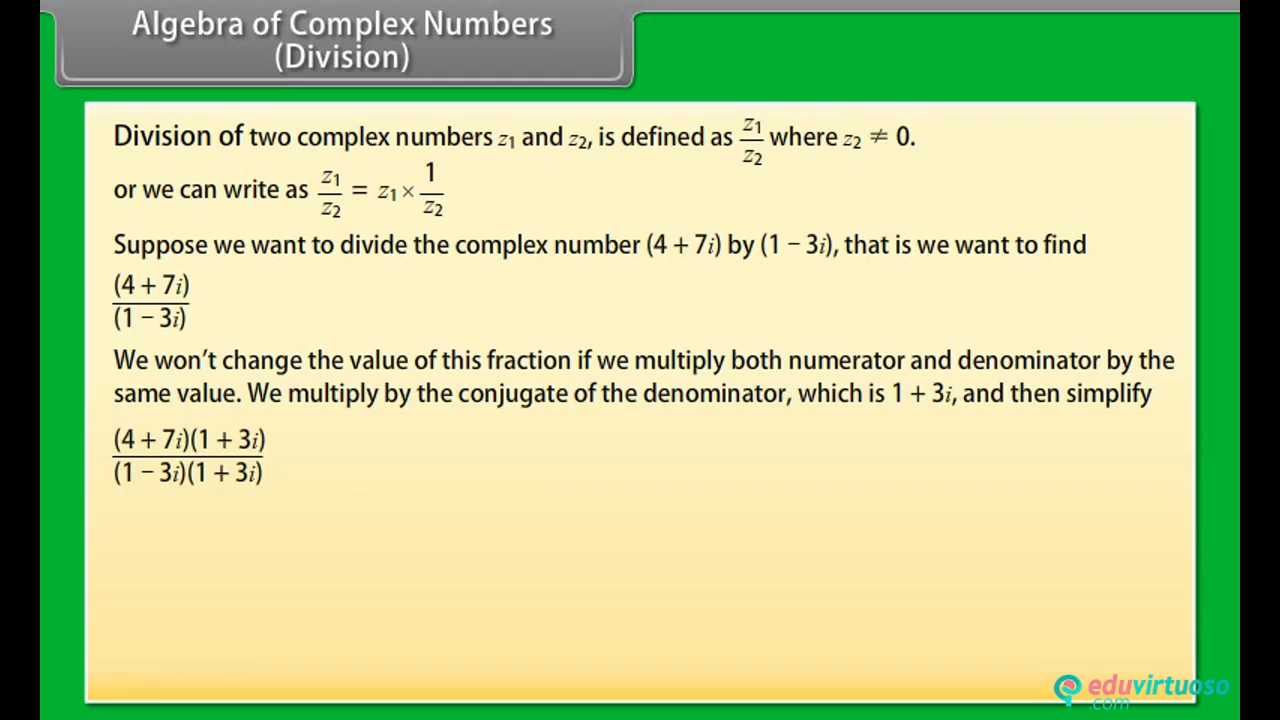 Algebra of Complex Numbers
(Division)
Division of two complex numbers z₁ and z₂, is defined as z₁/z₂ where z₂ ≠ 0.
or we can write as z₁/z₂ = z₁ × 1/z₂
Suppose we want to divide the complex number (4 + 7i) by (1 − 3i), that is we want to find
(4 + 7i)/(1 − 3i)
We won’t change the value of this fraction if we multiply both numerator and denominator by the
same value. We multiply by the conjugate of the denominator, which is 1 + 3i, and then simplify
(4 + 7i)(1 + 3i)/(1 − 3i)(1 + 3i)
eduvirtuoso
.com